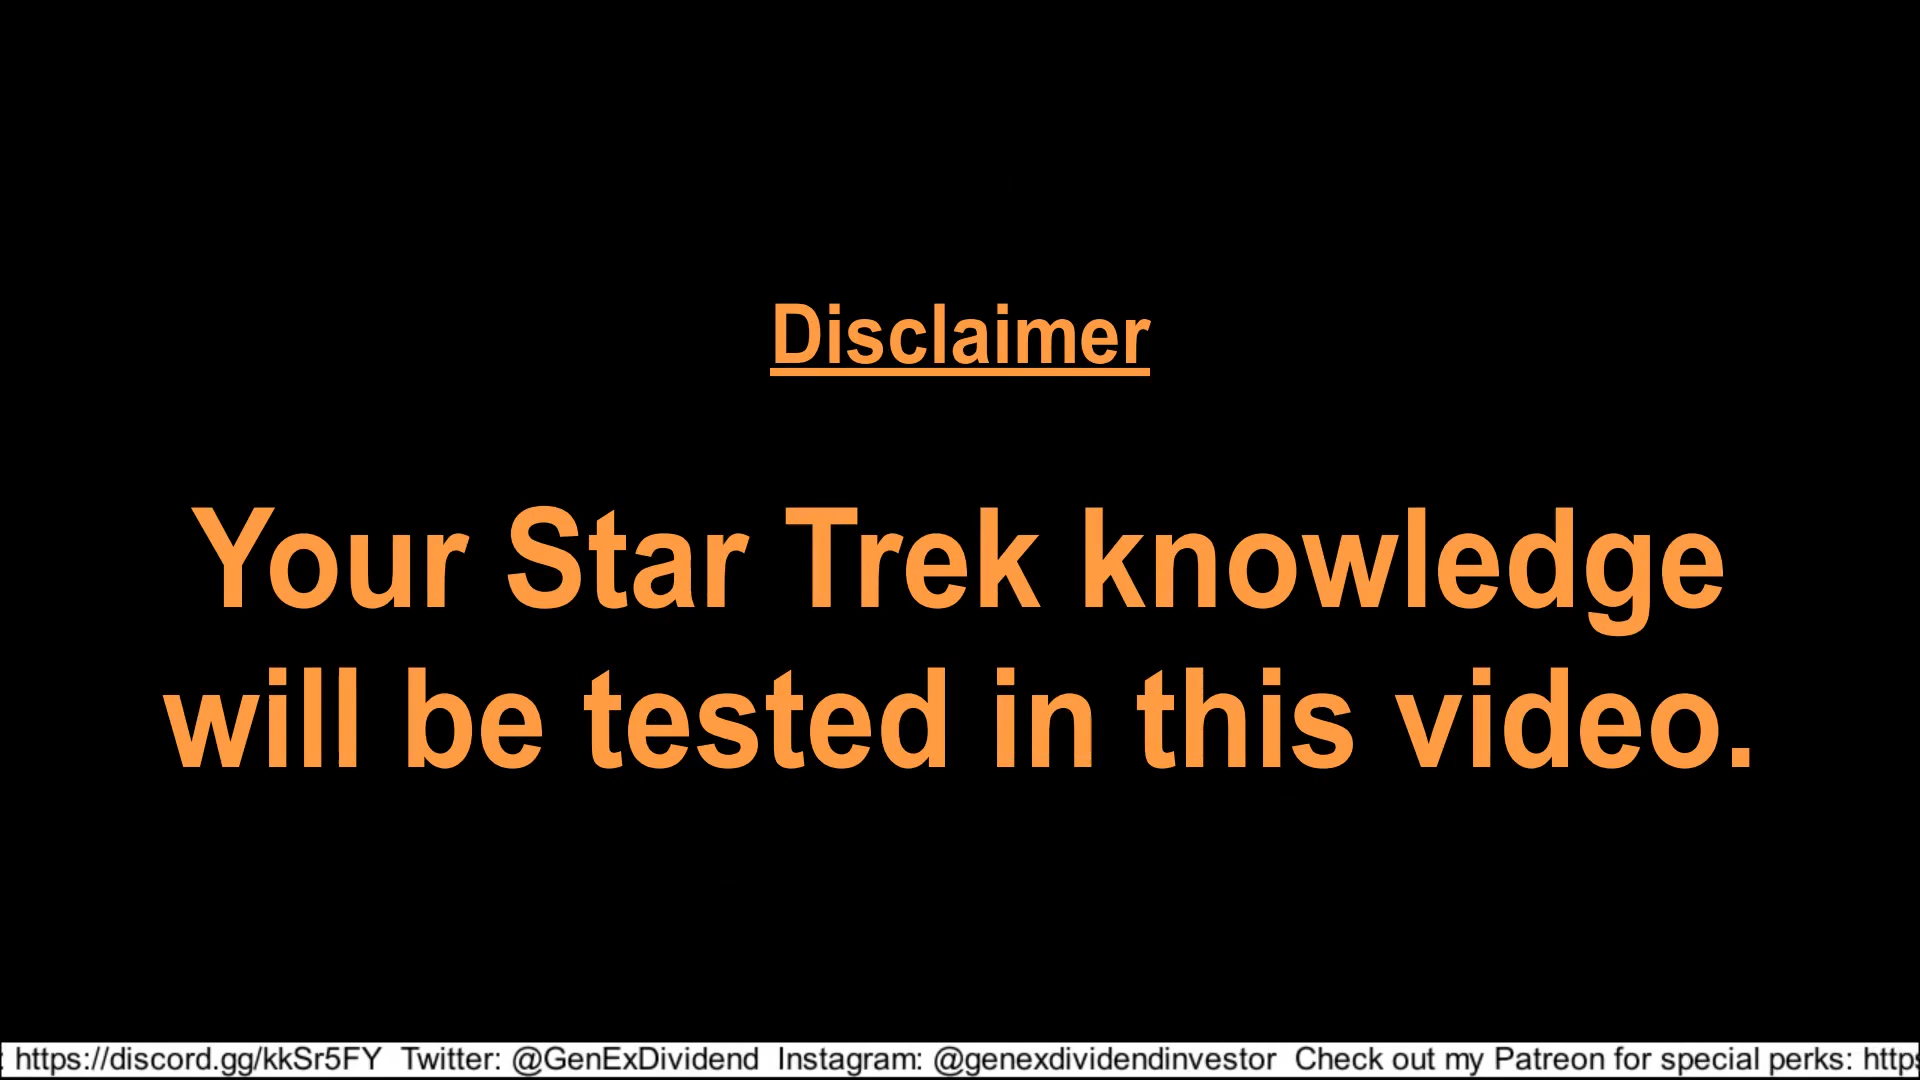 Disclaimer
Your Star Trek knowledge
will be tested in this video.
: https://discord.gg/kkSr5FY Twitter: @GenExDividend Instagram: @genexdividendinvestor Check out my Patreon for special perks: https